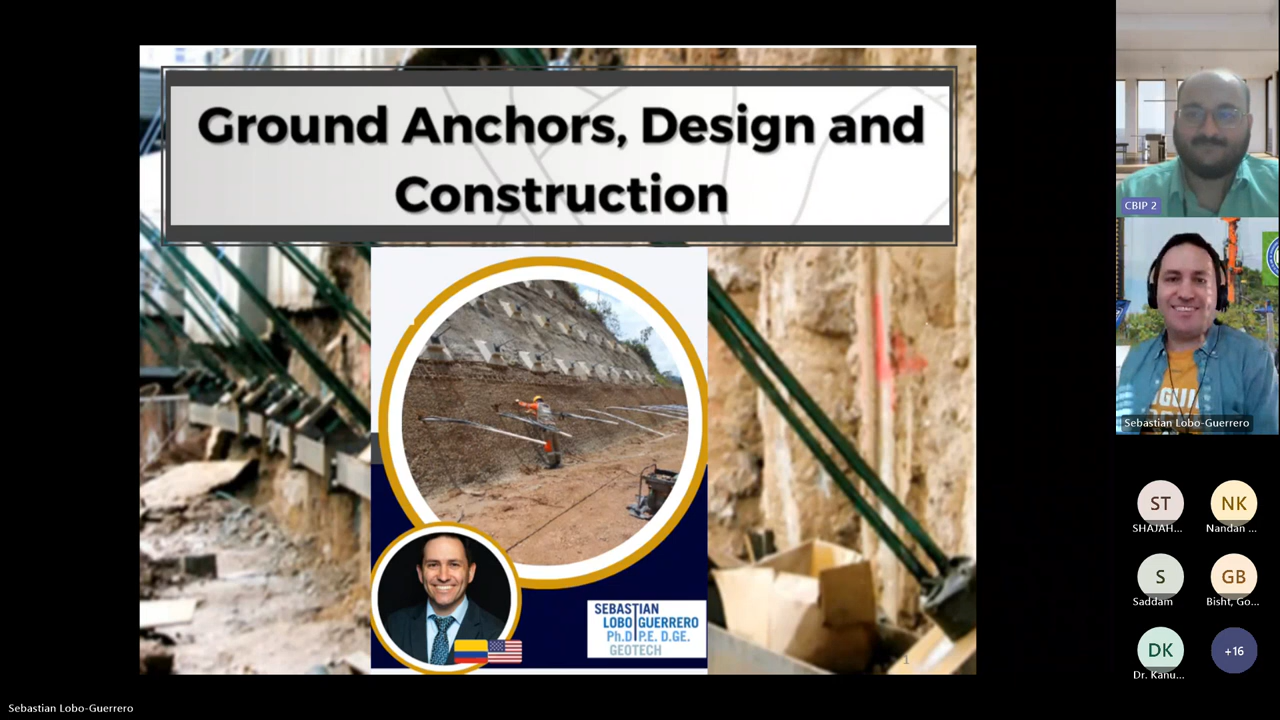 Ground Anchors, Design and
Construction
SEBASTIAN
LOBO GUERRERO
Ph.D P.E. D.GE.
GEOTECH
1
CBIP 2
Sebastian Lobo-Guerrero
ST
SHAJAH...
NK
Nandan ...
S
Saddam
GB
Bisht, Go...
DK
Dr. Kanu...
+16
Sebastian Lobo-Guerrero